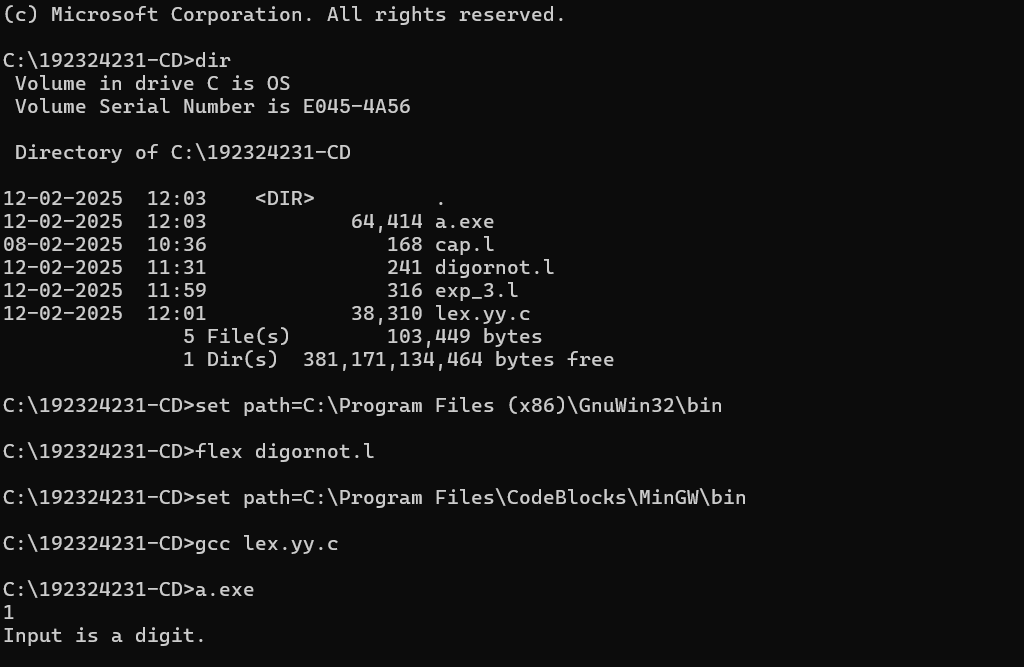 (c) Microsoft Corporation. All rights reserved.
C:\192324231-CD>dir
Volume in drive C is OS
Volume Serial Number is E045-4A56
Directory of C:\192324231-CD
12-02-2025  12:03    <DIR>          .
12-02-2025  12:03            64,414 a.exe
08-02-2025  10:36               168 cap.l
12-02-2025  11:31               241 digornot.l
12-02-2025  11:59               316 exp_3.l
12-02-2025  12:01            38,310 lex.yy.c
5 File(s)        103,449 bytes
1 Dir(s)  381,171,134,464 bytes free
C:\192324231-CD>set path=C:\Program Files (x86)\GnuWin32\bin
C:\192324231-CD>flex digornot.l
C:\192324231-CD>set path=C:\Program Files\CodeBlocks\MinGW\bin
C:\192324231-CD>gcc lex.yy.c
C:\192324231-CD>a.exe
1
Input is a digit.